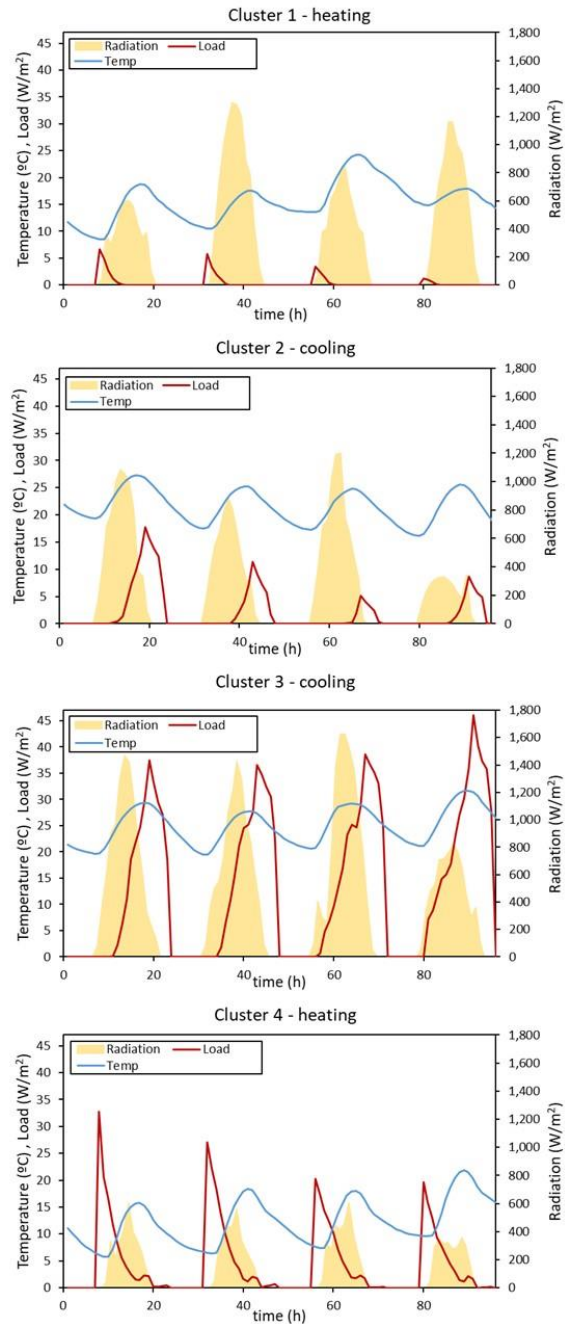 Cluster 1 - heating
Radiation Load
Temp
45
40
35
30
25
20
15
10
5
0
Temperature (ºC) , Load (W/m²)
1,800
1,600
1,400
1,200
1,000
800
600
400
200
0
Radiation (W/m²)
0 20 40 60 80
time (h)
Cluster 2 - cooling
Radiation Load
Temp
45
40
35
30
25
20
15
10
5
0
Temperature (ºC) , Load (W/m²)
1,800
1,600
1,400
1,200
1,000
800
600
400
200
0
Radiation (W/m²)
0 20 40 60 80
time (h)
Cluster 3 - cooling
Radiation Load
Temp
45
40
35
30
25
20
15
10
5
0
Temperature (ºC) , Load (W/m²)
1,800
1,600
1,400
1,200
1,000
800
600
400
200
0
Radiation (W/m²)
0 20 40 60 80
time (h)
Cluster 4 - heating
Radiation Load
Temp
45
40
35
30
25
20
15
10
5
0
Temperature (ºC) , Load (W/m²)
1,800
1,600
1,400
1,200
1,000
800
600
400
200
0
Radiation (W/m²)
0 20 40 60 80
time (h)